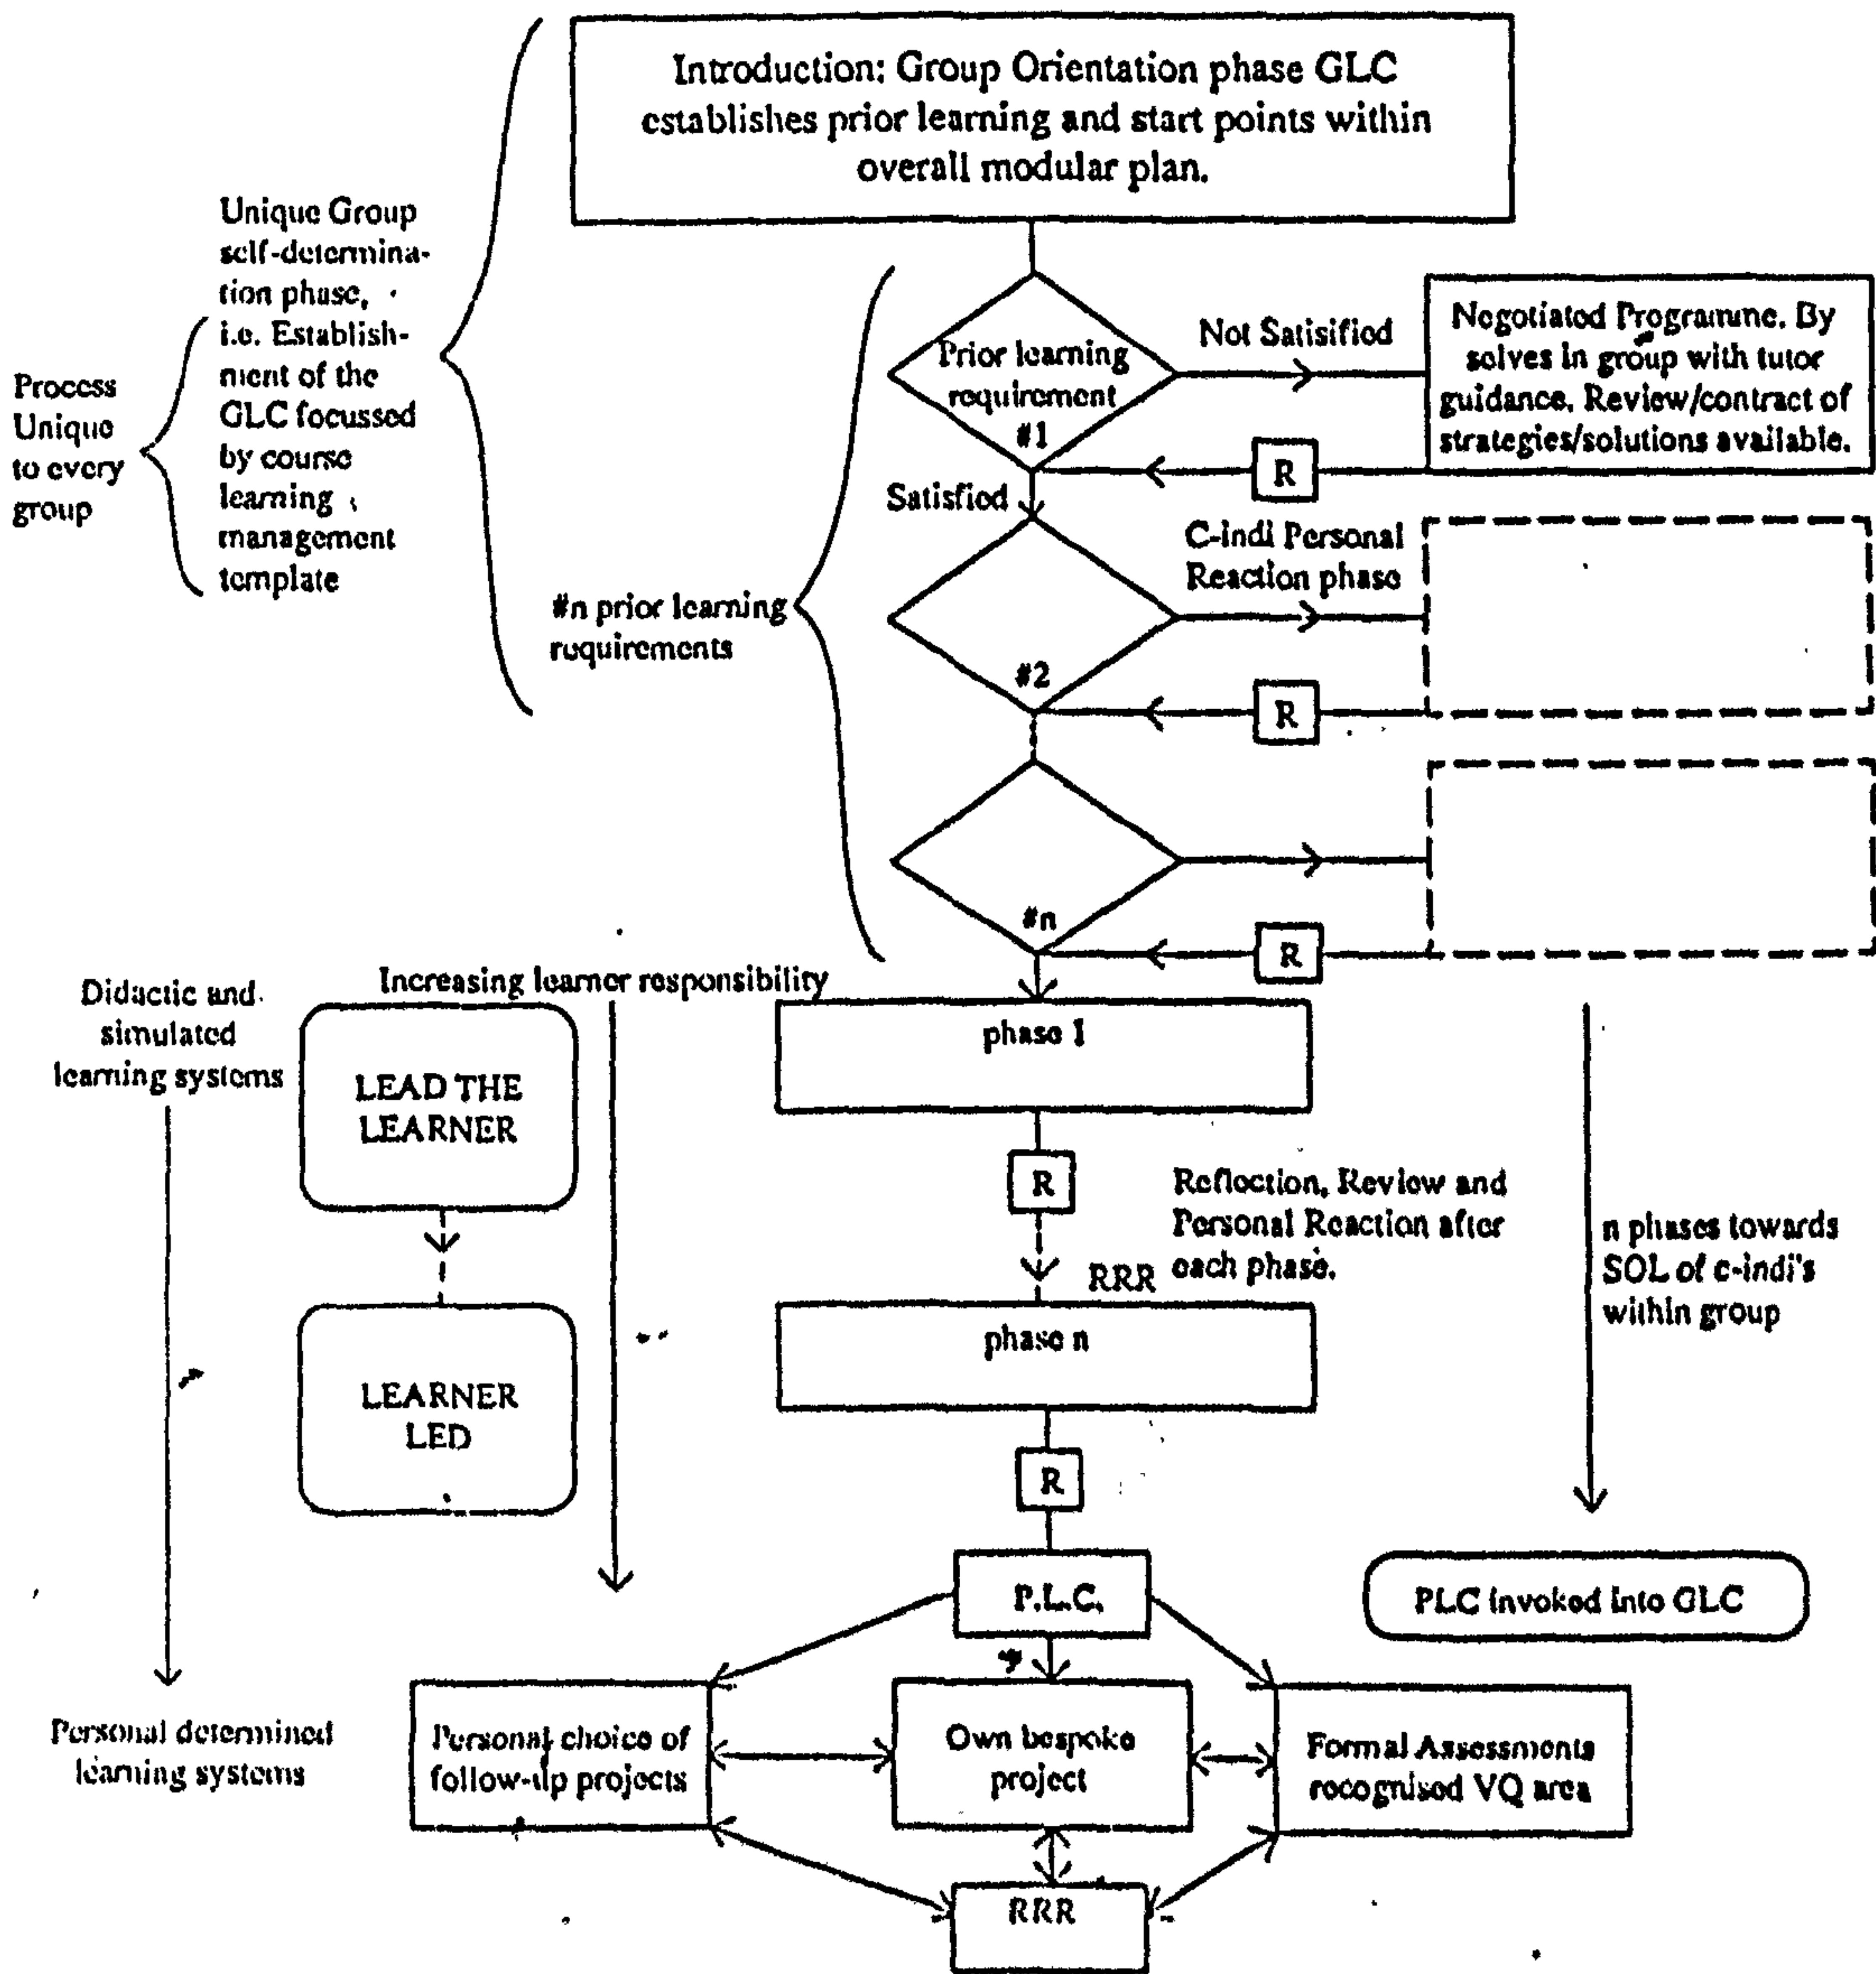 Introduction: Group Orientation phase GLC
establishes prior learning and start points within
overall modular plan.
Unique Group
self-determina-
tion phase,
i.e. Establish-
ment of the
GLC focussed
by course
learning
management
template
Process
Unique
to every
group
Prior learning
requirement
#1
Not Satisified
Negotiated Programme. By
solves in group with tutor
guidance. Review/contract of
strategies/solutions available.
R
Satisfied
C-indi Personal
Reaction phase
#n prior learning
requirements
#2
R
#n
R
Didactic and
simulated
learning systems
Increasing learner responsibility
LEAD THE
LEARNER
phase 1
R
Reflection, Review and
Personal Reaction after
each phase.
RRR
n phases towards
SOL of c-indi's
within group
LEARNER
LED
phase n
R
P.L.C.
PLC invoked into GLC
Personal determined
learning systems
Personal choice of
follow-up projects
Own bespoke
project
Formal Assessments
recognised VQ area
RRR